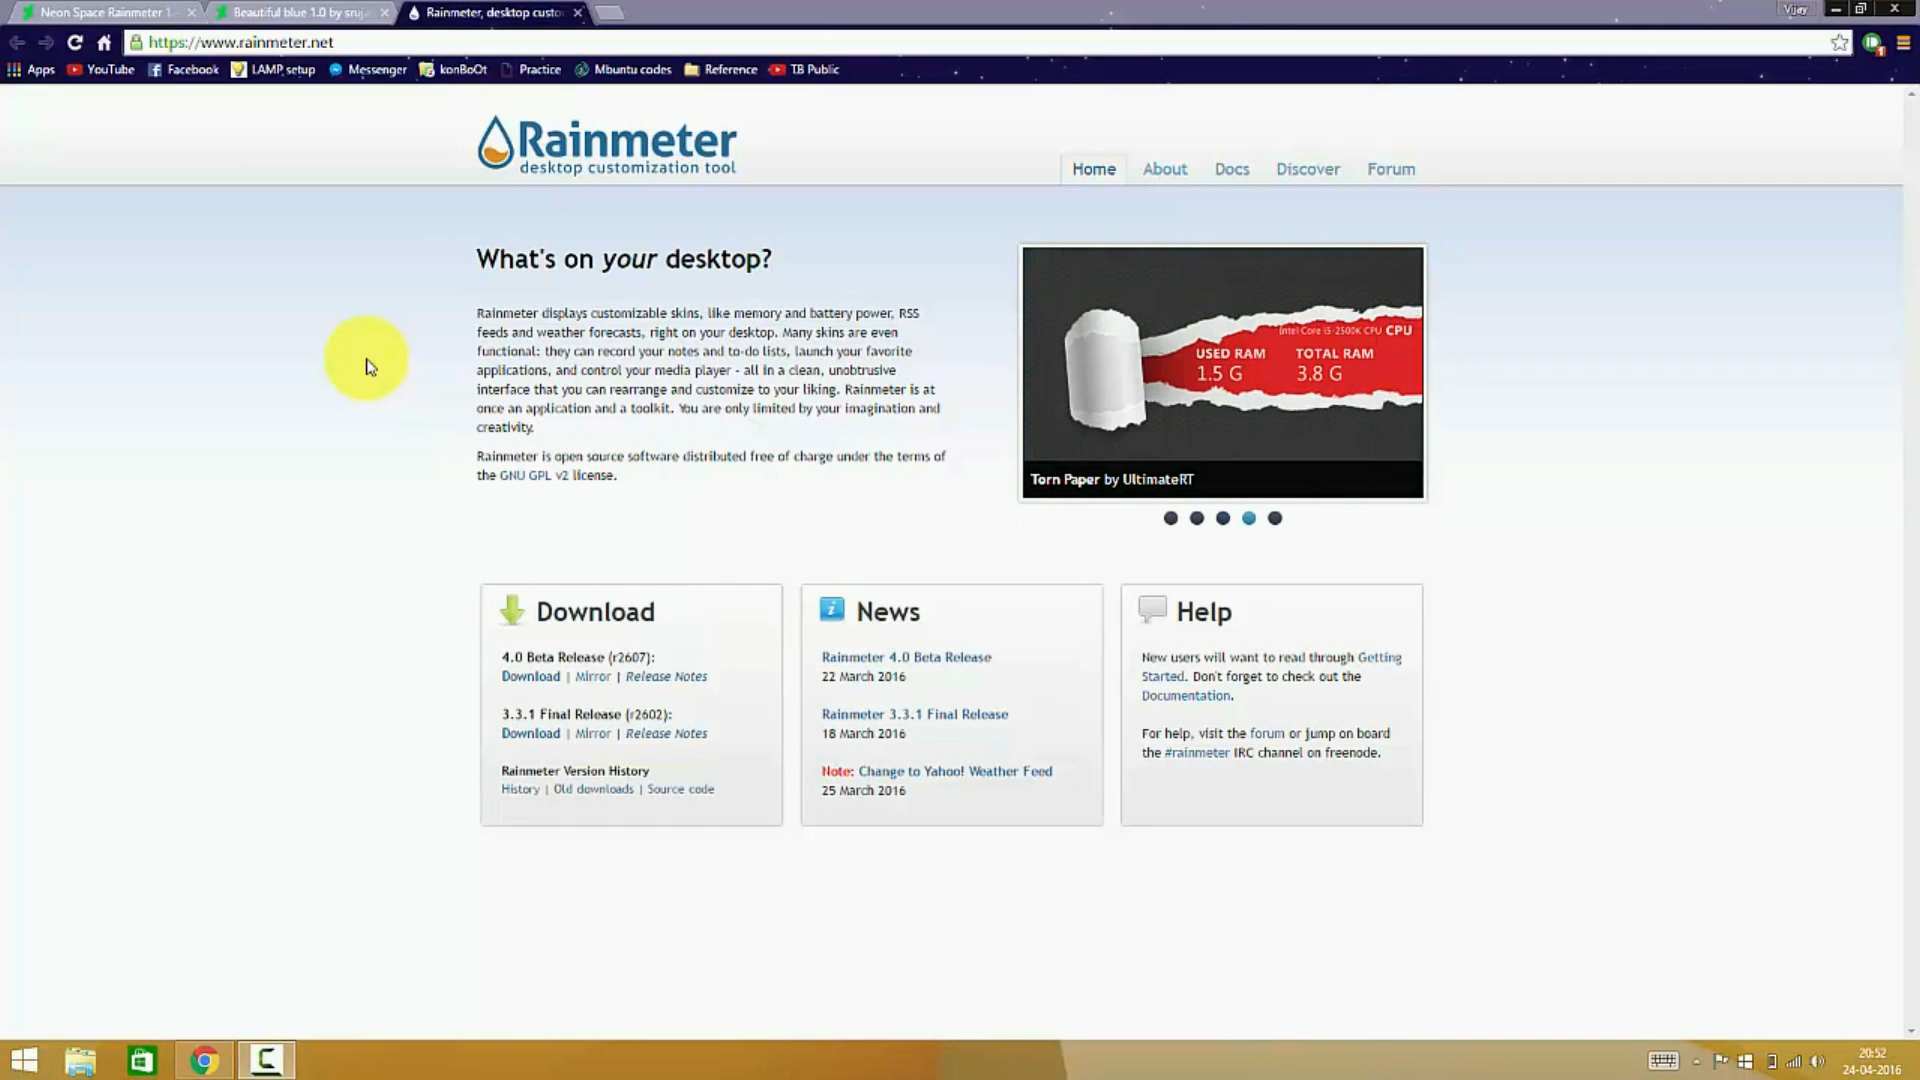 Neon Space Rainmeter 1.
Beautiful blue 1.0 by sruja
Rainmeter, desktop custo
Vijay
https://www.rainmeter.net
Apps YouTube Facebook LAMP setup Messenger konBoOt Practice Mbuntu codes Reference TB Public
Rainmeter
desktop customization tool
Home About Docs Discover Forum
What's on your desktop?
Rainmeter displays customizable skins, like memory and battery power, RSS
feeds and weather forecasts, right on your desktop. Many skins are even
functional: they can record your notes and to-do lists, launch your favorite
applications, and control your media player - all in a clean, unobtrusive
interface that you can rearrange and customize to your liking. Rainmeter is at
once an application and a toolkit. You are only limited by your imagination and
creativity.
Rainmeter is open source software distributed free of charge under the terms of
the GNU GPL v2 license.
Intel Core i5-2500K CPU CPU
USED RAM TOTAL RAM
1.5 G 3.8 G
Torn Paper by UltimateRT
Download
4.0 Beta Release (r2607):
Download | Mirror | Release Notes
3.3.1 Final Release (r2602):
Download | Mirror | Release Notes
Rainmeter Version History
History | Old downloads | Source code
News
Rainmeter 4.0 Beta Release
22 March 2016
Rainmeter 3.3.1 Final Release
18 March 2016
Note: Change to Yahoo! Weather Feed
25 March 2016
Help
New users will want to read through Getting
Started. Don't forget to check out the
Documentation.
For help, visit the forum or jump on board
the #rainmeter IRC channel on freenode.
20:52
24-04-2016